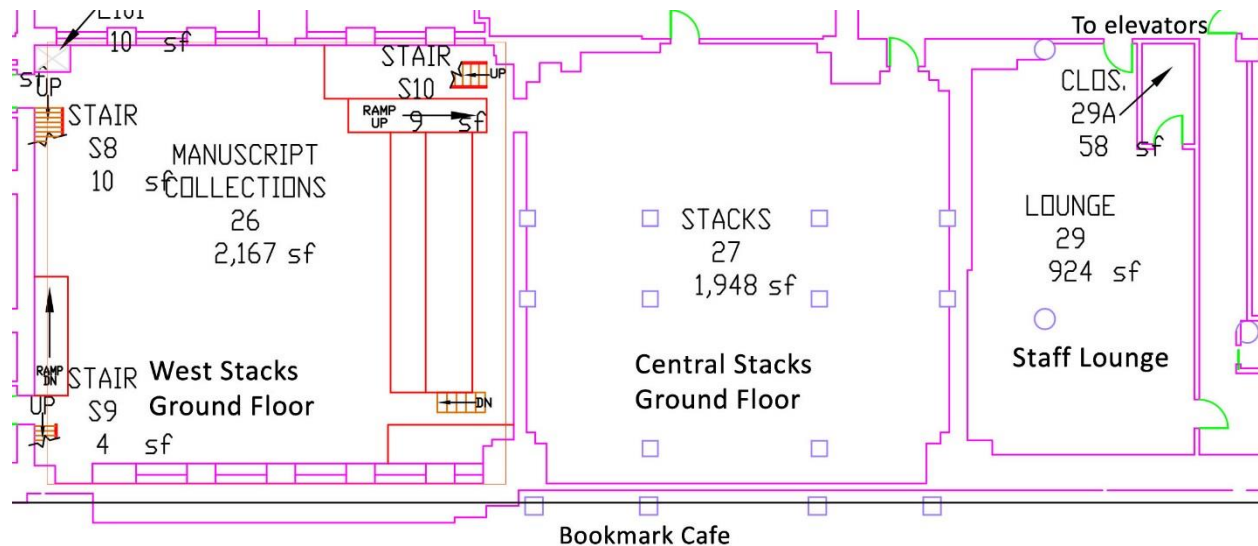 10 sf
sf
UP
STAIR
S8
10 sf
MANUSCRIPT
COLLECTIONS
26
2,167 sf
STAIR
S10
9 sf
UP
RAMP
UP
RAMP
DN
STAIR
S9
4 sf
UP
West Stacks
Ground Floor
DN
STACKS
27
1,948 sf
Central Stacks
Ground Floor
To elevators
CLOS.
29A
58 sf
LOUNGE
29
924 sf
Staff Lounge
Bookmark Cafe